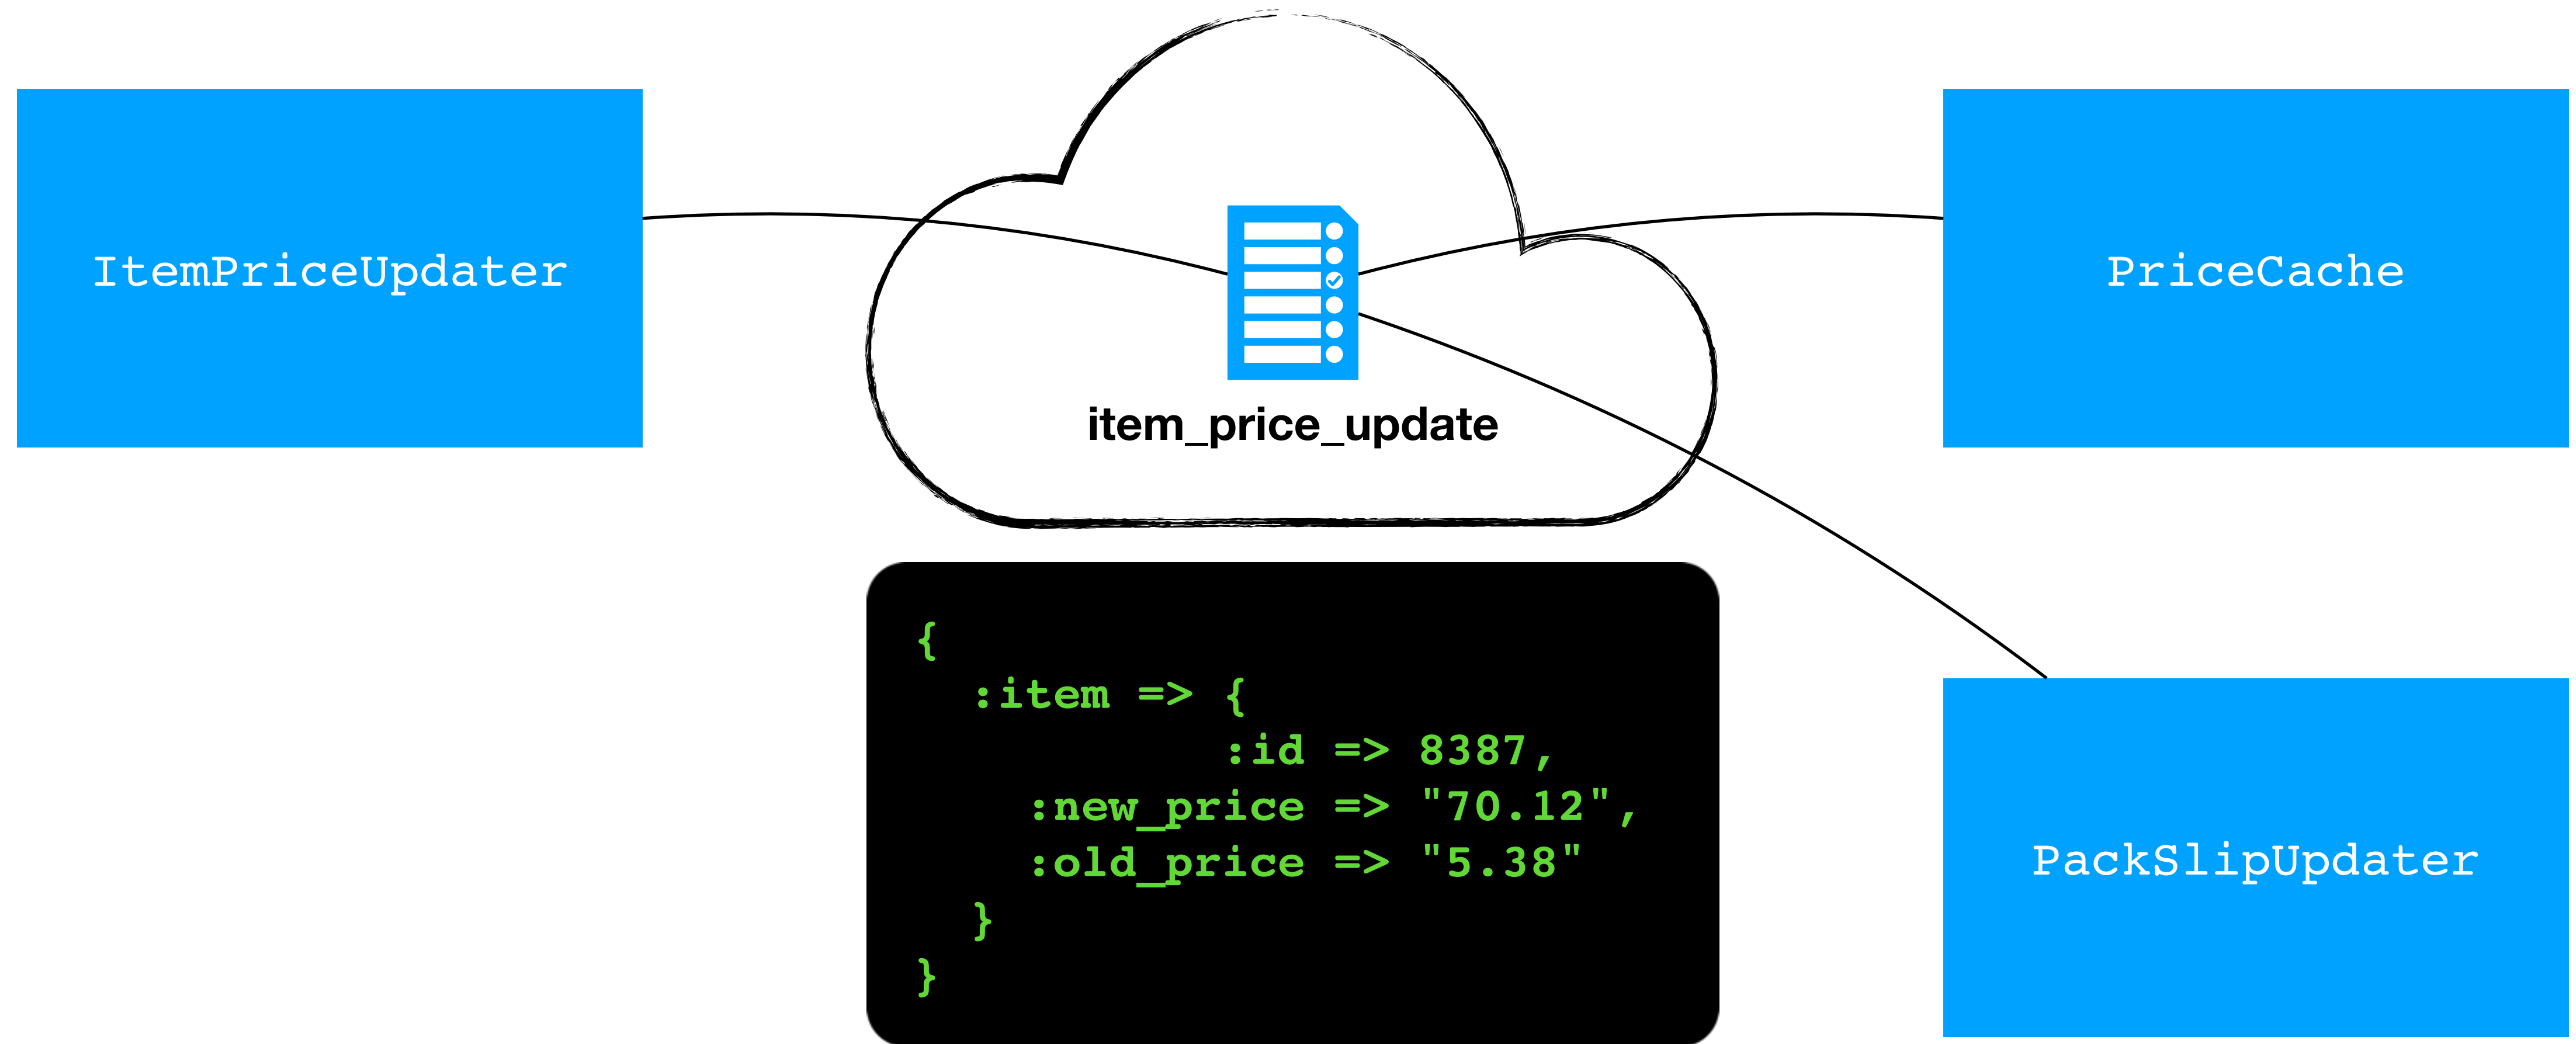 ItemPriceUpdater
item_price_update
PriceCache
{
  :item => {
           :id => 8387,
    :new_price => "70.12",
    :old_price => "5.38"
  }
}
PackSlipUpdater